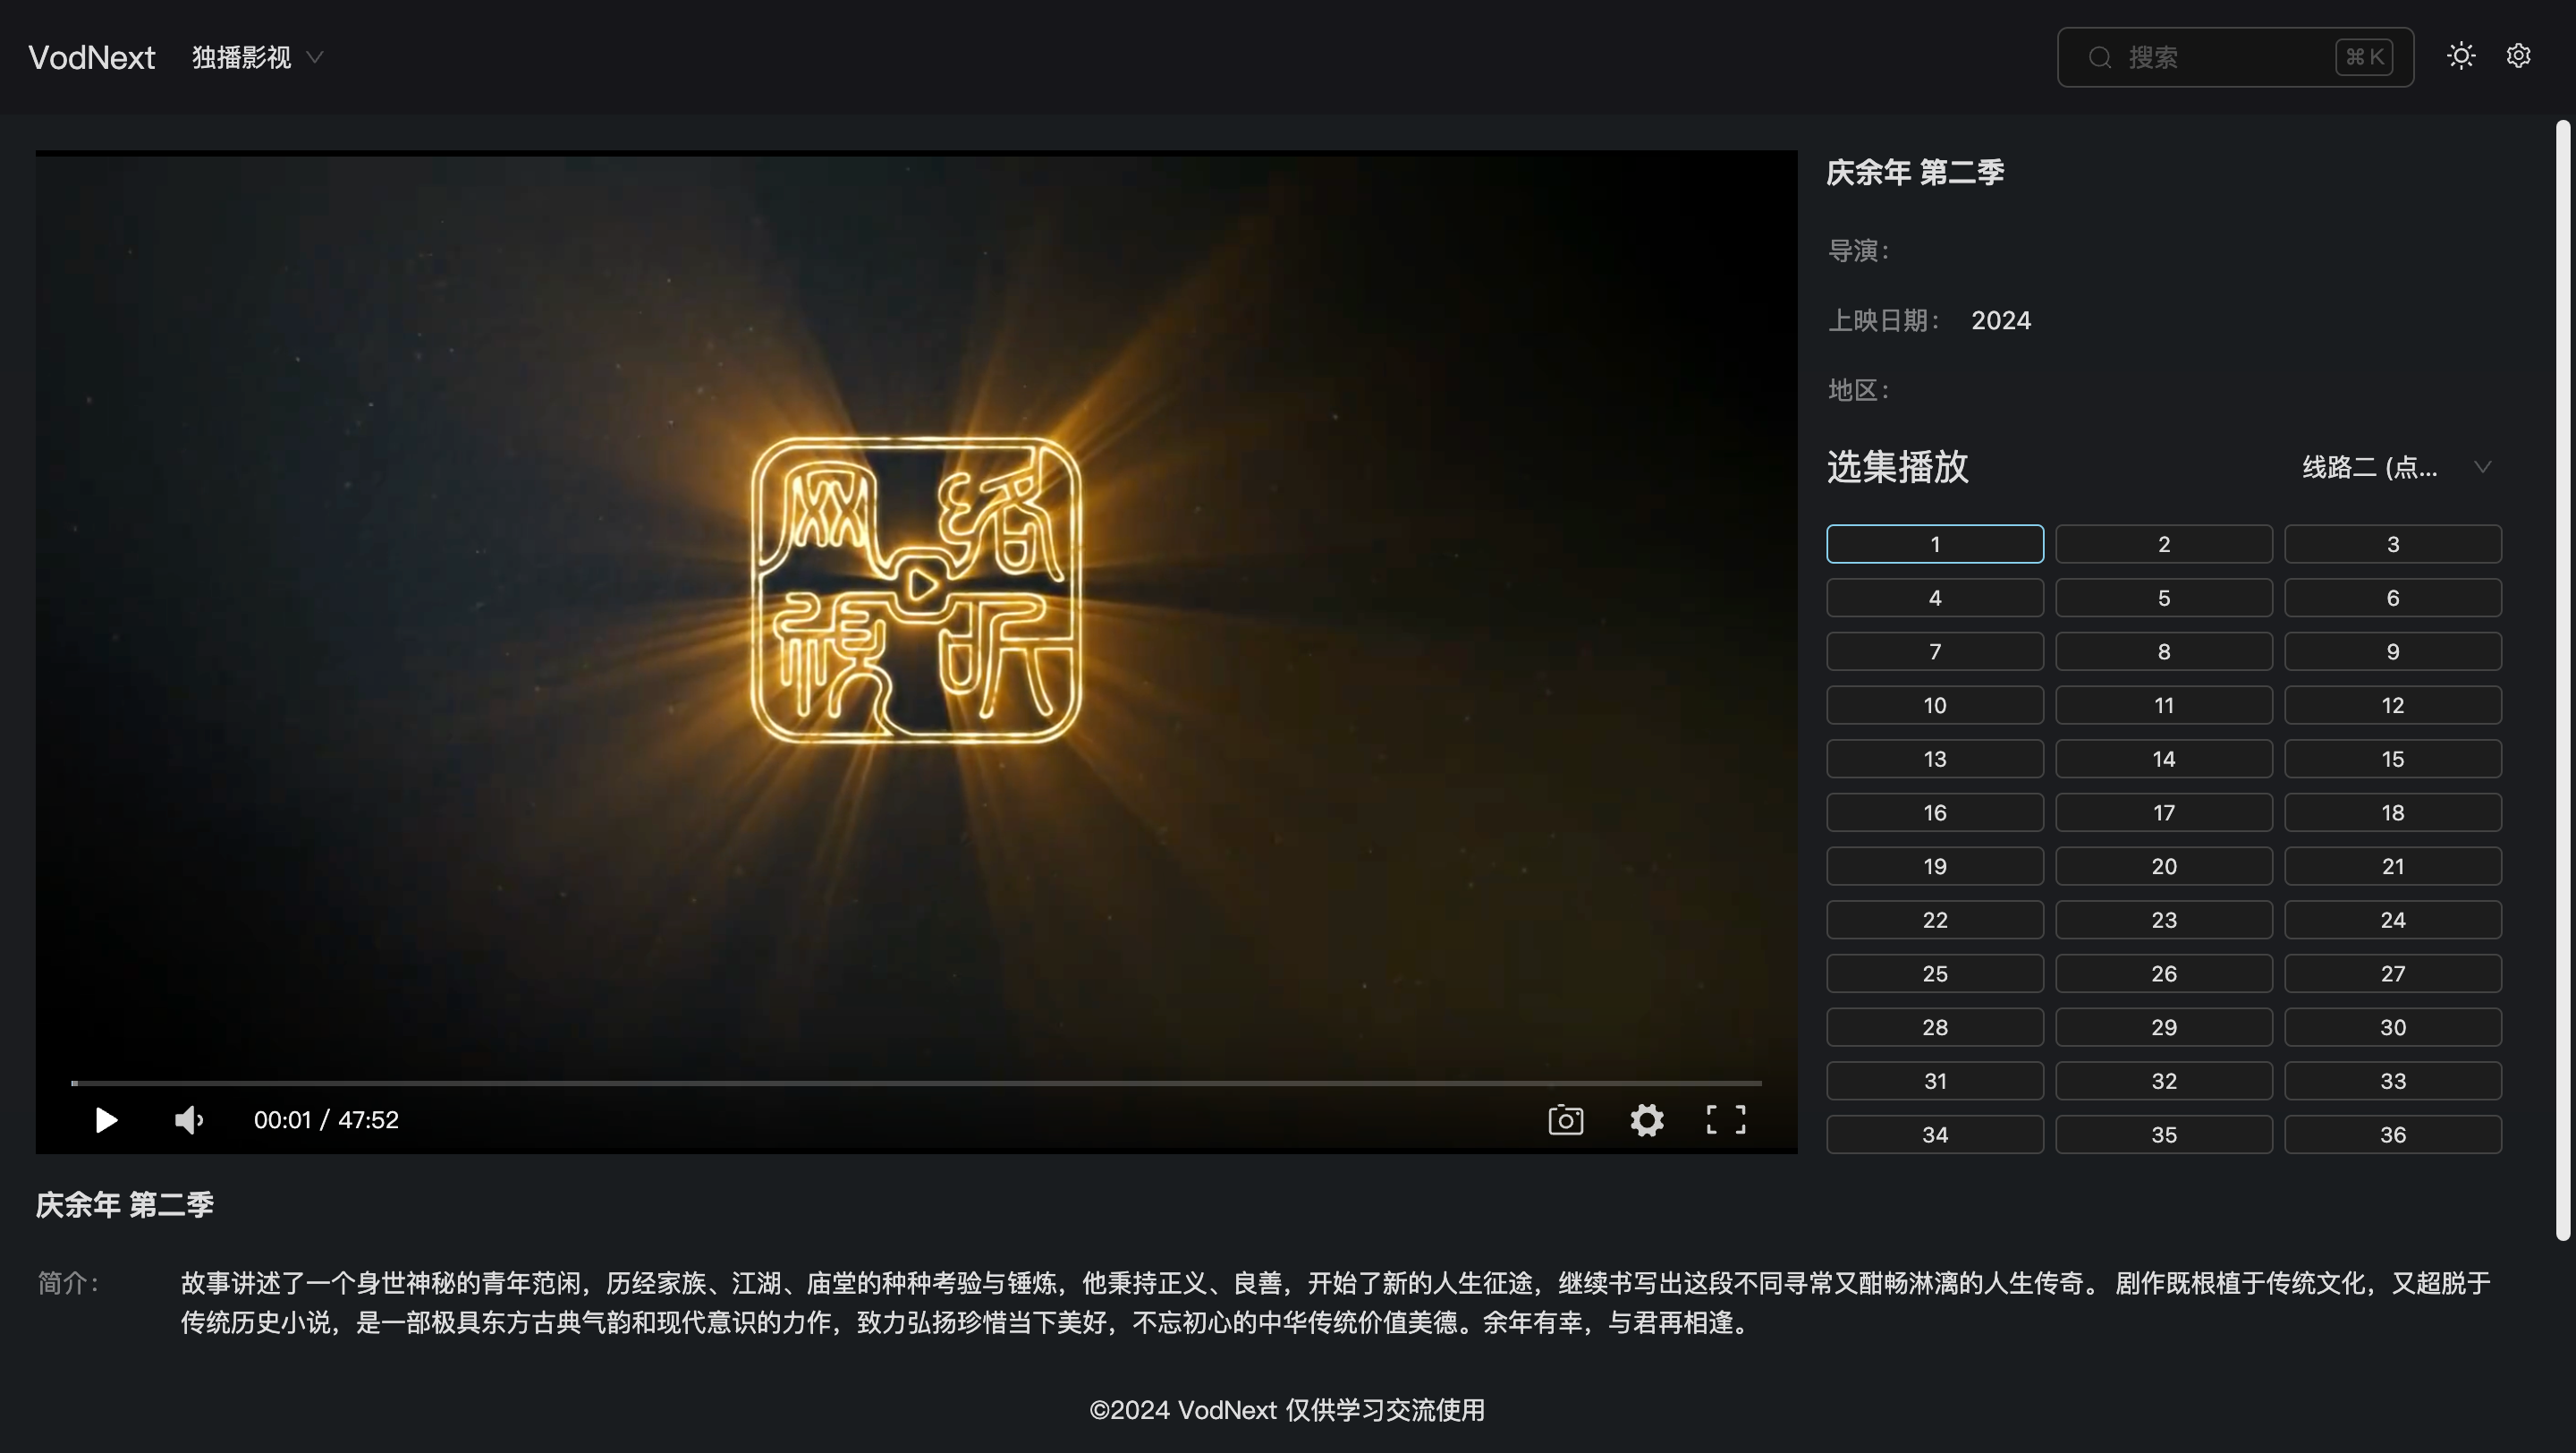 VodNext
独播影视
搜索
⌘ K
网络
视听
00:01 / 47:52
庆余年 第二季
导演：
上映日期： 2024
地区：
选集播放
线路二 (点...
1 2 3
4 5 6
7 8 9
10 11 12
13 14 15
16 17 18
19 20 21
22 23 24
25 26 27
28 29 30
31 32 33
34 35 36
庆余年 第二季
简介： 故事讲述了一个身世神秘的青年范闲，历经家族、江湖、庙堂的种种考验与锤炼，他秉持正义、良善，开始了新的人生征途，继续书写出这段不同寻常又酣畅淋漓的人生传奇。 剧作既根植于传统文化，又超脱于
传统历史小说，是一部极具东方古典气韵和现代意识的力作，致力弘扬珍惜当下美好，不忘初心的中华传统价值美德。余年有幸，与君再相逢。
©2024 VodNext 仅供学习交流使用